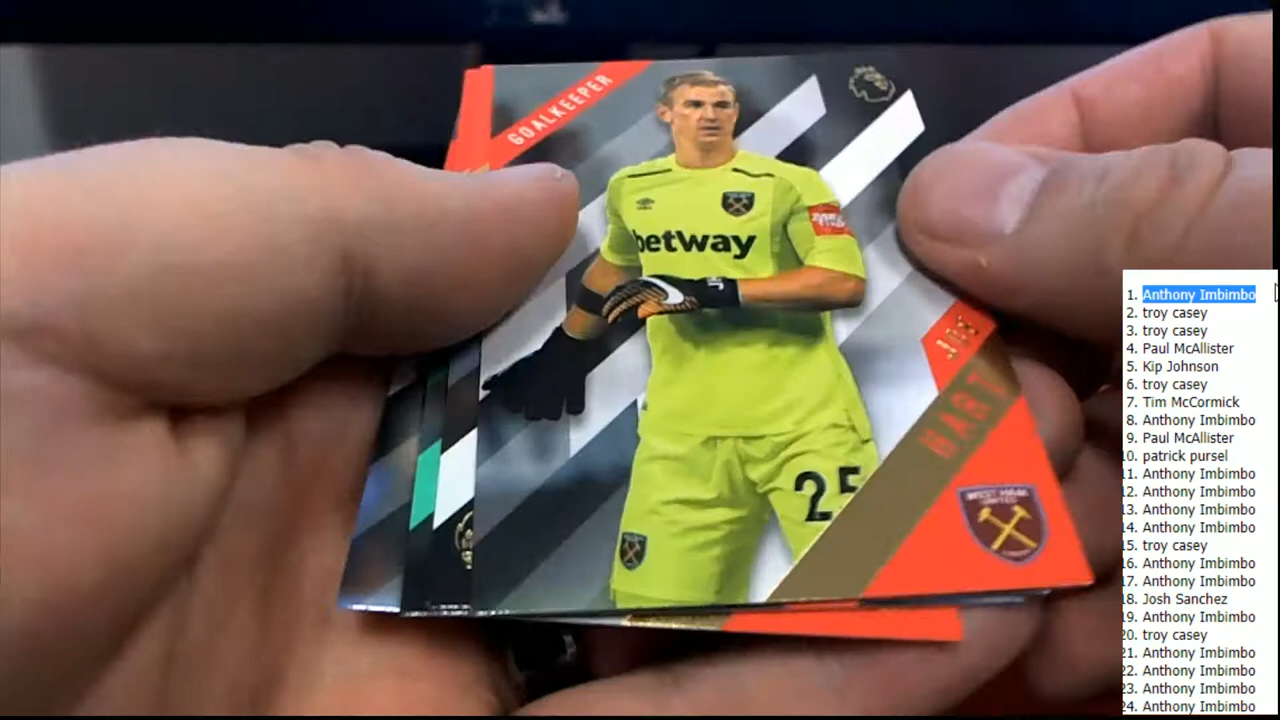 GOALKEEPER
betway
25
JOE
HART
WEST HAM
UNITED
LONDON
1. Anthony Imbimbo
2. troy casey
3. troy casey
4. Paul McAllister
5. Kip Johnson
6. troy casey
7. Tim McCormick
8. Anthony Imbimbo
9. Paul McAllister
10. patrick pursel
11. Anthony Imbimbo
12. Anthony Imbimbo
13. Anthony Imbimbo
14. Anthony Imbimbo
15. troy casey
16. Anthony Imbimbo
17. Anthony Imbimbo
18. Josh Sanchez
19. Anthony Imbimbo
20. troy casey
21. Anthony Imbimbo
22. Anthony Imbimbo
23. Anthony Imbimbo
24. Anthony Imbimbo